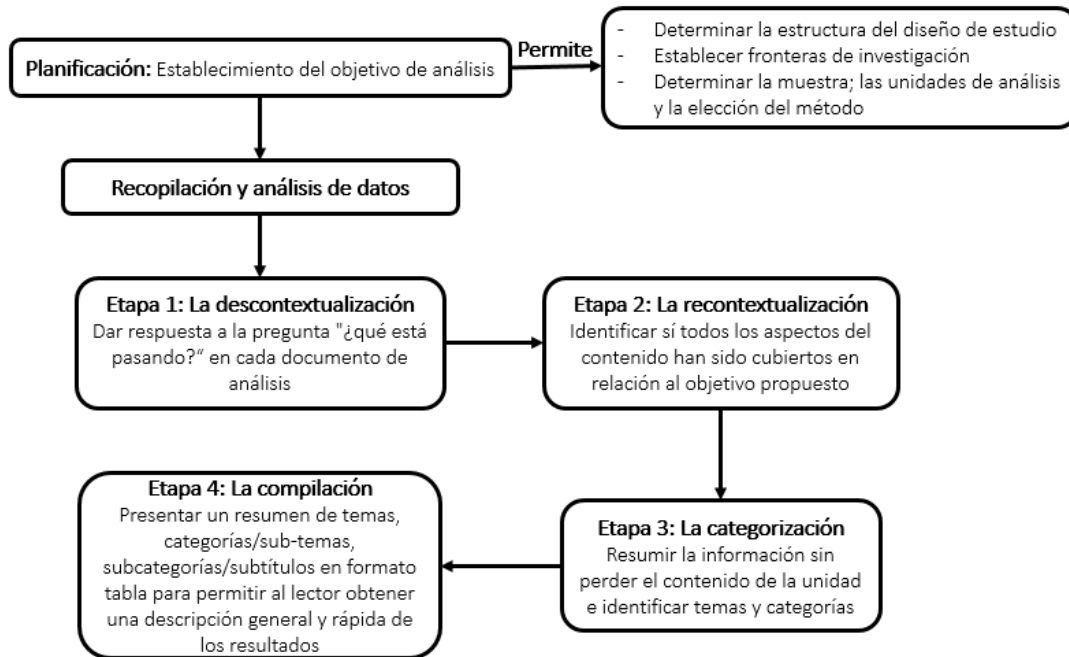 Planificación: Establecimiento del objetivo de análisis
Permite
- Determinar la estructura del diseño de estudio
- Establecer fronteras de investigación
- Determinar la muestra; las unidades de análisis
y la elección del método
Recopilación y análisis de datos
Etapa 1: La descontextualización
Dar respuesta a la pregunta "¿qué está
pasando?“ en cada documento de
análisis
Etapa 2: La recontextualización
Identificar sí todos los aspectos del
contenido han sido cubiertos en
relación al objetivo propuesto
Etapa 3: La categorización
Resumir la información sin
perder el contenido de la unidad
e identificar temas y categorías
Etapa 4: La compilación
Presentar un resumen de temas,
categorías/sub-temas,
subcategorías/subtítulos en formato
tabla para permitir al lector obtener
una descripción general y rápida de
los resultados